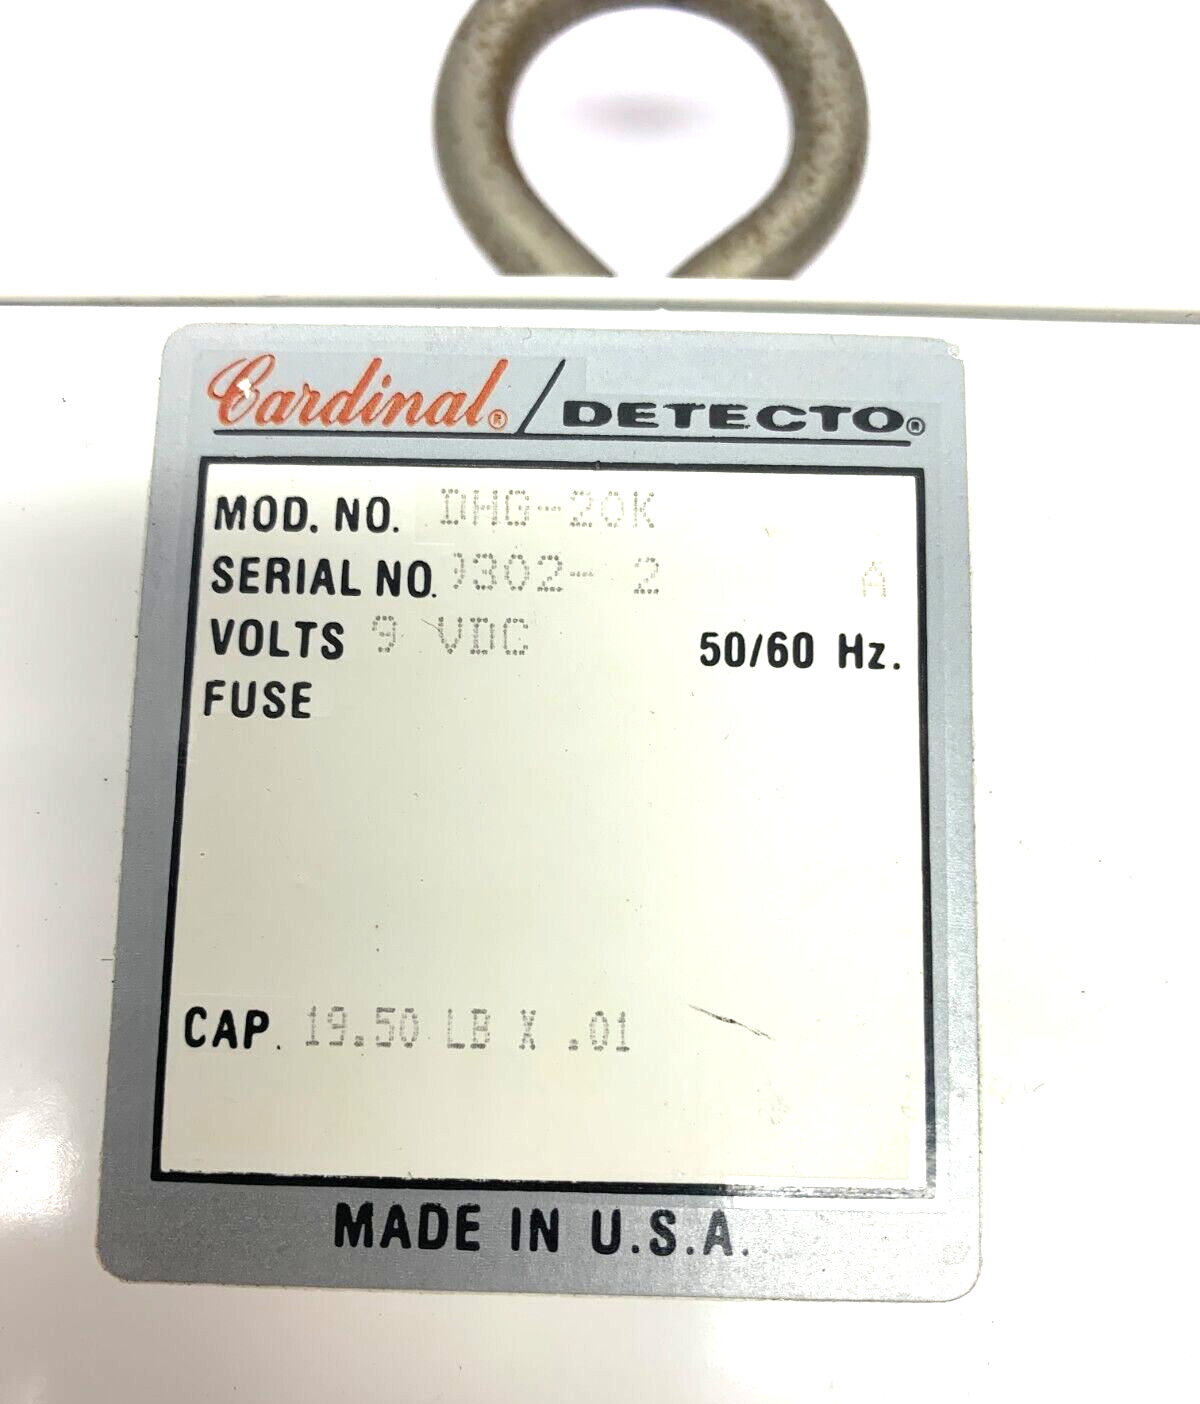 Cardinal® / DETECTO®
MOD. NO. DHG-20K
SERIAL NO. 0302- 2 A
VOLTS 9 VDC 50/60 Hz.
FUSE
CAP. 19.50 LB X .01
MADE IN U.S.A.